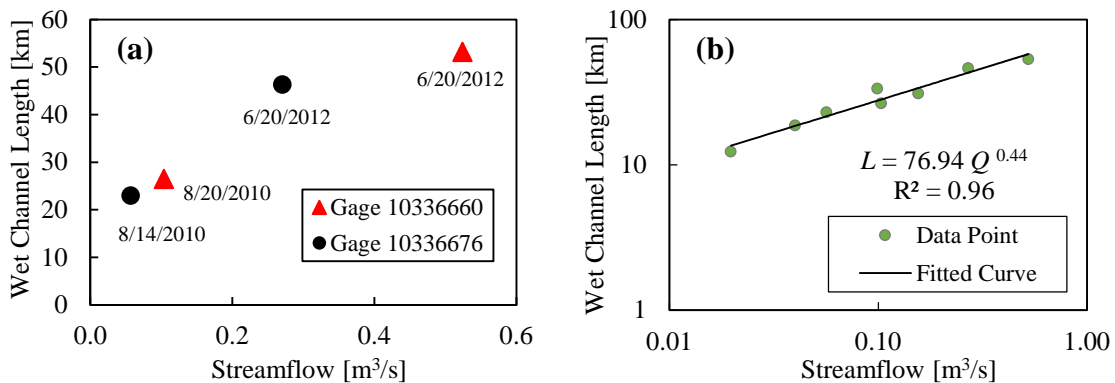 (a)
Wet Channel Length [km]
60
50
40
30
20
10
0
6/20/2012
6/20/2012
8/20/2010
8/14/2010
Gage 10336660
Gage 10336676
0.0 0.2 0.4 0.6
Streamflow [m³/s]
(b)
Wet Channel Length [km]
100
10
1
L = 76.94 Q^0.44
R² = 0.96
Data Point
Fitted Curve
0.01 0.10 1.00
Streamflow [m³/s]